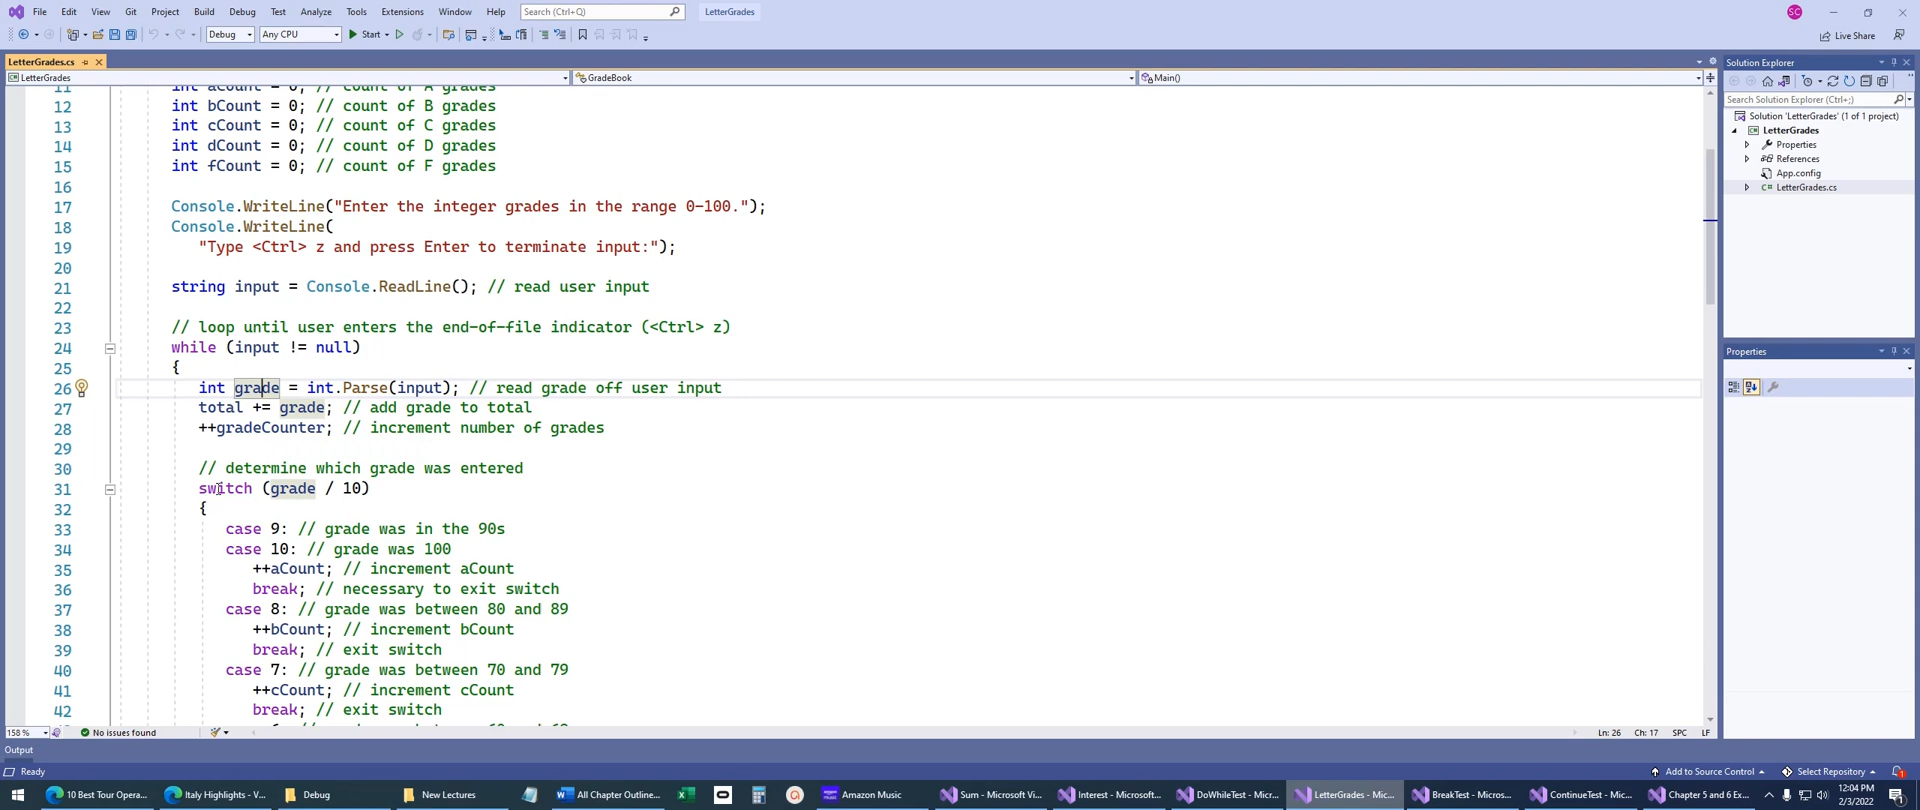 File Edit View Git Project Build Debug Test Analyze Tools Extensions Window Help Search (Ctrl+Q) LetterGrades SC
Debug Any CPU Start Live Share
LetterGrades.cs
LetterGrades GradeBook Main()
11 int aCount = 0; // count of A grades
12 int bCount = 0; // count of B grades
13 int cCount = 0; // count of C grades
14 int dCount = 0; // count of D grades
15 int fCount = 0; // count of F grades
16
17 Console.WriteLine("Enter the integer grades in the range 0-100.");
18 Console.WriteLine(
19 "Type <Ctrl> z and press Enter to terminate input:");
20
21 string input = Console.ReadLine(); // read user input
22
23 // loop until user enters the end-of-file indicator (<Ctrl> z)
24 while (input != null)
25 {
26 int grade = int.Parse(input); // read grade off user input
27 total += grade; // add grade to total
28 ++gradeCounter; // increment number of grades
29
30 // determine which grade was entered
31 switch (grade / 10)
32 {
33 case 9: // grade was in the 90s
34 case 10: // grade was 100
35 ++aCount; // increment aCount
36 break; // necessary to exit switch
37 case 8: // grade was between 80 and 89
38 ++bCount; // increment bCount
39 break; // exit switch
40 case 7: // grade was between 70 and 79
41 ++cCount; // increment cCount
42 break; // exit switch
158 % No issues found Ln: 26 Ch: 17 SPC LF
Output
Ready Add to Source Control Select Repository
Solution Explorer
Search Solution Explorer (Ctrl+;)
Solution 'LetterGrades' (1 of 1 project)
LetterGrades
Properties
References
App.config
C# LetterGrades.cs
Properties
10 Best Tour Opera... Italy Highlights - V... Debug New Lectures All Chapter Outline... Amazon Music Sum - Microsoft Vi... Interest - Microsoft... DoWhileTest - Micr... LetterGrades - Mic... BreakTest - Micros... ContinueTest - Mic... Chapter 5 and 6 Ex...
12:04 PM
2/3/2022